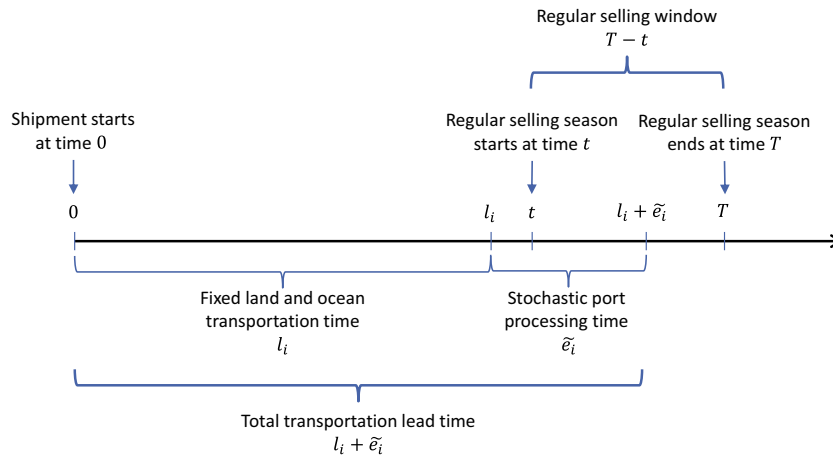 Regular selling window
T − t
Shipment starts
at time 0
Regular selling season
starts at time t
Regular selling season
ends at time T
0
l_i
t
l_i + ẽ_i
T
Fixed land and ocean
transportation time
l_i
Stochastic port
processing time
ẽ_i
Total transportation lead time
l_i + ẽ_i